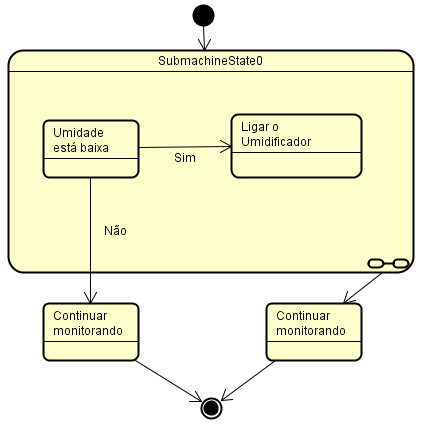 SubmachineState0
Umidade
está baixa
Sim
Ligar o
Umidificador
Não
Continuar
monitorando
Continuar
monitorando